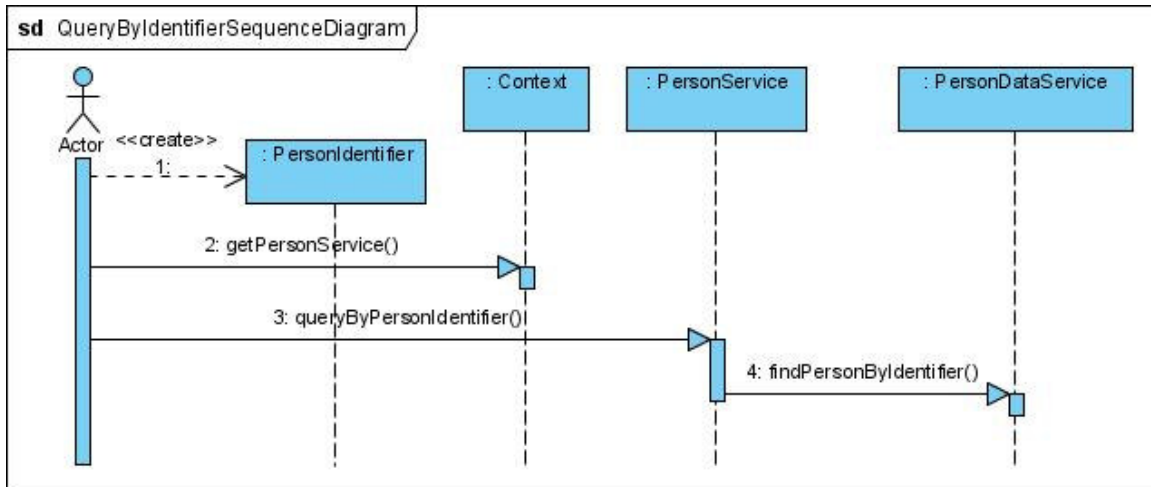 sd QueryByIdentifierSequenceDiagram
: Context
: PersonService
: PersonDataService
Actor
<<create>>
1:
: PersonIdentifier
2: getPersonService()
3: queryByPersonIdentifier()
4: findPersonByIdentifier()